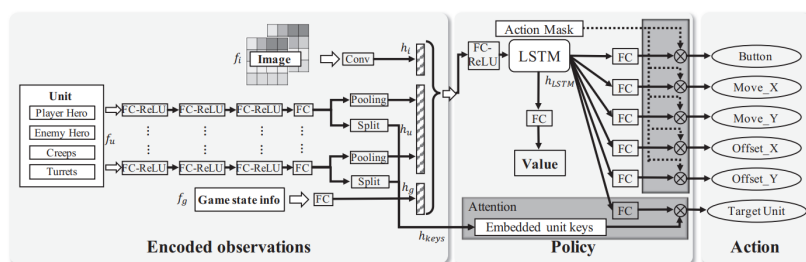 f_i
Image
Conv
h_i
Unit
Player Hero
Enemy Hero
Creeps
Turrets
f_u
FC-ReLU FC-ReLU FC-ReLU FC
Pooling
Split
h_u
FC-ReLU FC-ReLU FC-ReLU FC
Pooling
Split
h_g
f_g
Game state info
FC
Encoded observations
h_keys
Action Mask
FC-
ReLU
LSTM
h_LSTM
FC
Value
FC
FC
FC
FC
FC
Attention
FC
Embedded unit keys
Policy
Button
Move_X
Move_Y
Offset_X
Offset_Y
Target Unit
Action